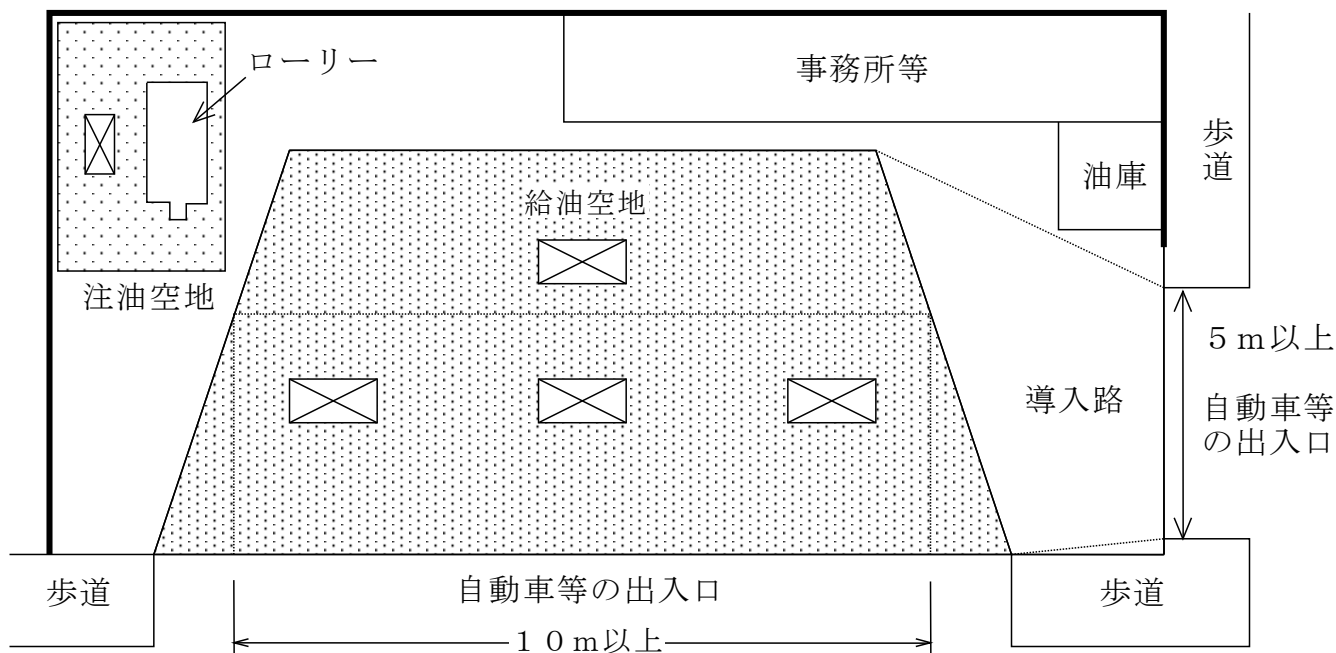 ローリー
事務所等
歩道
油庫
給油空地
注油空地
5m以上
導入路
自動車等
の出入口
歩道
自動車等の出入口
歩道
10m以上